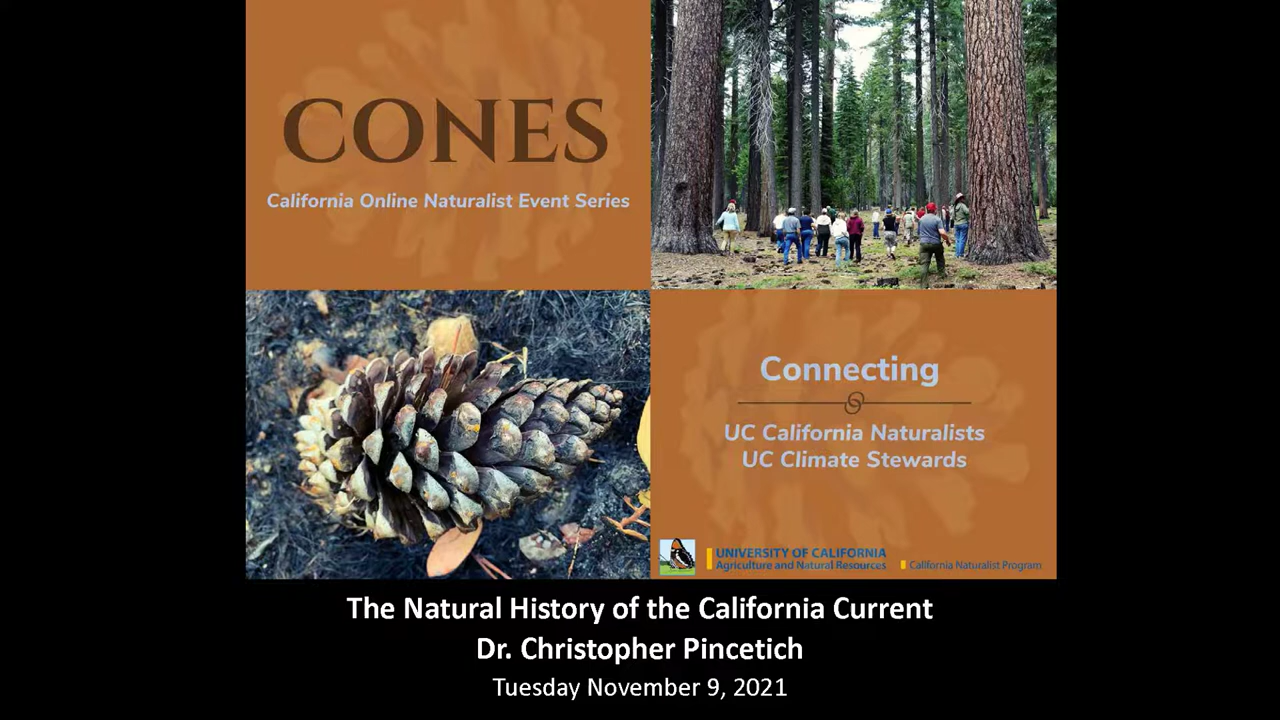 CONES
California Online Naturalist Event Series
Connecting
UC California Naturalists
UC Climate Stewards
UNIVERSITY OF CALIFORNIA
Agriculture and Natural Resources
California Naturalist Program
The Natural History of the California Current
Dr. Christopher Pincetich
Tuesday November 9, 2021